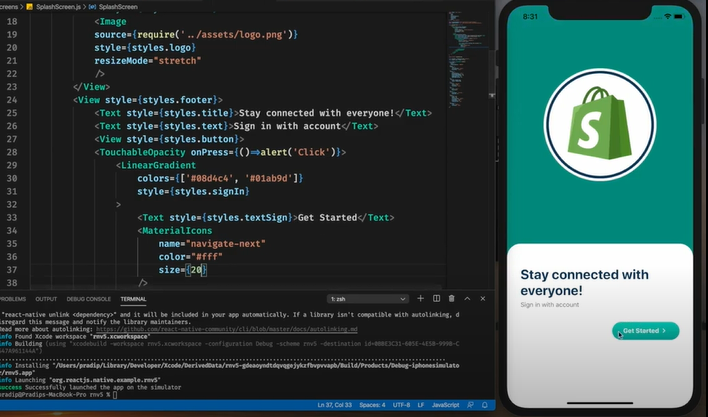 screens > SplashScreen.js > SplashScreen
18 <Image
19 source={require('../assets/logo.png')}
20 style={styles.logo}
21 resizeMode="stretch"
22 />
23 </View>
24 <View style={styles.footer}>
25 <Text style={styles.title}>Stay connected with everyone!</Text>
26 <Text style={styles.text}>Sign in with account</Text>
27 <View style={styles.button}>
28 <TouchableOpacity onPress={()=>alert('Click')}>
29 <LinearGradient
30 colors={['#08d4c4', '#01ab9d']}
31 style={styles.signIn}
32 >
33 <Text style={styles.textSign}>Get Started</Text>
34 <MaterialIcons
35 name="navigate-next"
36 color="#fff"
37 size={20}
38 />
PROBLEMS OUTPUT DEBUG CONSOLE TERMINAL 1: zsh
"react-native unlink <dependency>" and it will be included in your app automatically. If a library isn't compatible with autolinking, d
isregard this message and notify the library maintainers.
Read more about autolinking: https://github.com/react-native-community/cli/blob/master/docs/autolinking.md
info Found Xcode workspace "rnv5.xcworkspace"
info Building (using "xcodebuild -workspace rnv5.xcworkspace -configuration Debug -scheme rnv5 -destination
info Installing "/Users/pradip/Library/Developer/Xcode/DerivedData/
/Build/Products/Debug-iphonesimulato
r/rnv5.app"
info Launching "org.reactjs.native.example.rnv5"
success Successfully launched the app on the simulator
pradip@Pradips-MacBook-Pro rnv5 %
Ln 37, Col 33 Spaces: 4 UTF-8 LF JavaScript
8:31
S
Stay connected with
everyone!
Sign in with account
Get Started